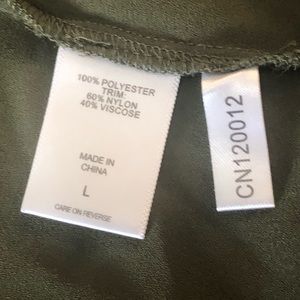 100% POLYESTER
TRIM:
60% NYLON
40% VISCOSE
MADE IN
CHINA
L
CARE ON REVERSE
CN120012